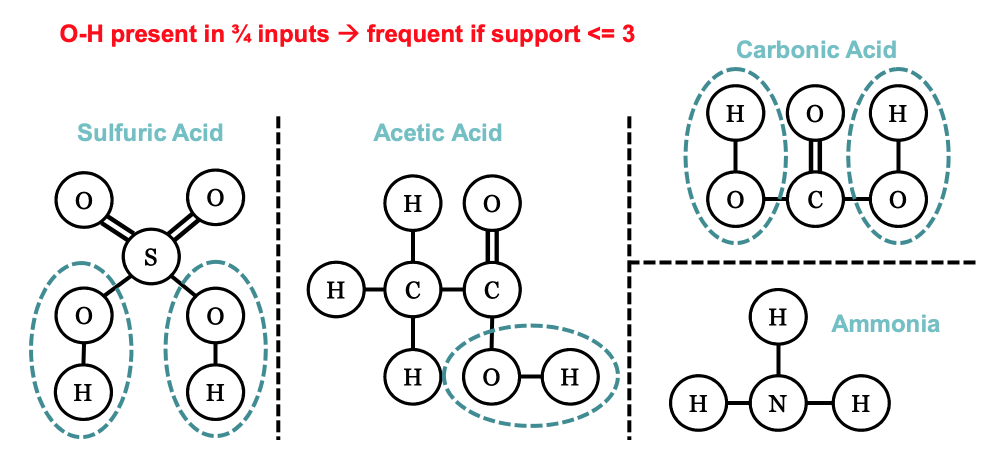 O-H present in ¾ inputs → frequent if support <= 3
Carbonic Acid
H O H
O C O
Sulfuric Acid
O O
S
O O
H H
Acetic Acid
H O
H C C
H O H
Ammonia
H
H N H